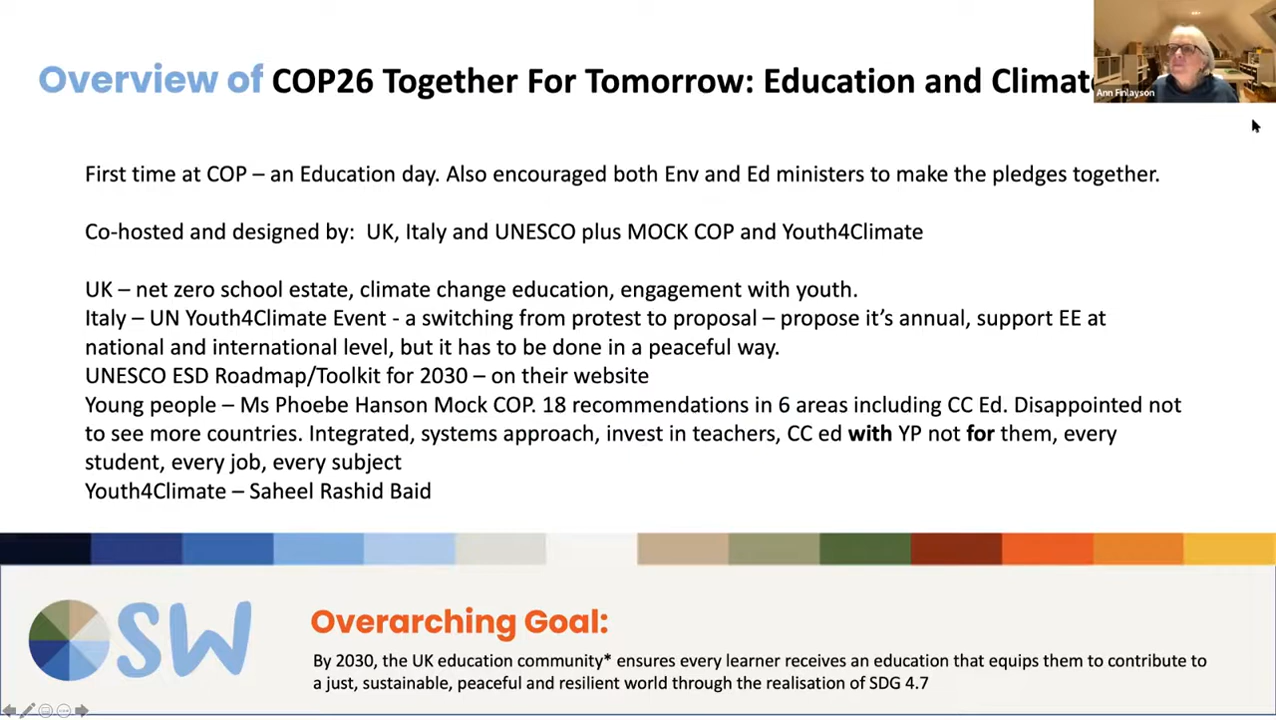 Overview of COP26 Together For Tomorrow: Education and Climat
Ann Finlayson
First time at COP – an Education day. Also encouraged both Env and Ed ministers to make the pledges together.
Co-hosted and designed by: UK, Italy and UNESCO plus MOCK COP and Youth4Climate
UK – net zero school estate, climate change education, engagement with youth.
Italy – UN Youth4Climate Event - a switching from protest to proposal – propose it's annual, support EE at
national and international level, but it has to be done in a peaceful way.
UNESCO ESD Roadmap/Toolkit for 2030 – on their website
Young people – Ms Phoebe Hanson Mock COP. 18 recommendations in 6 areas including CC Ed. Disappointed not
to see more countries. Integrated, systems approach, invest in teachers, CC ed with YP not for them, every
student, every job, every subject
Youth4Climate – Saheel Rashid Baid
SW
Overarching Goal:
By 2030, the UK education community* ensures every learner receives an education that equips them to contribute to
a just, sustainable, peaceful and resilient world through the realisation of SDG 4.7